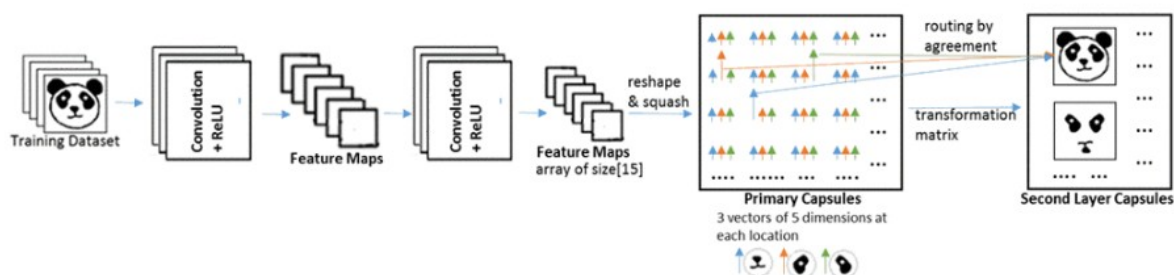 Training Dataset
Convolution
+ ReLU
Feature Maps
Convolution
+ ReLU
Feature Maps
array of size[15]
reshape
& squash
Primary Capsules
3 vectors of 5 dimensions at
each location
routing by
agreement
transformation
matrix
Second Layer Capsules